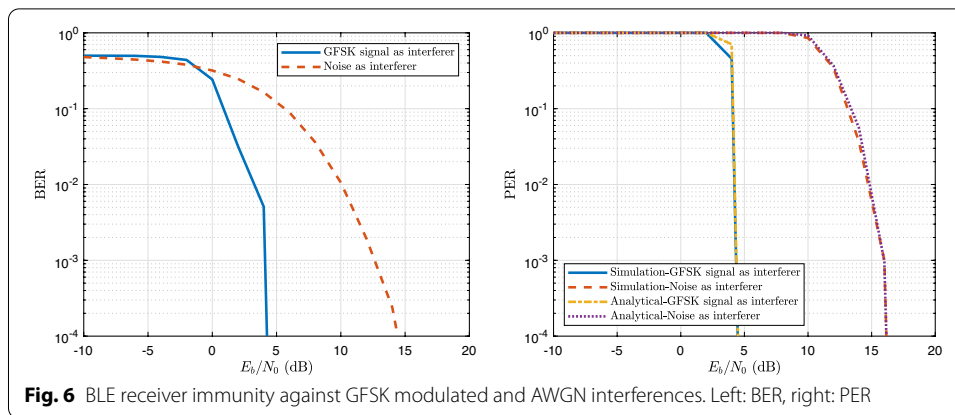 10^0
10^-1
10^-2
10^-3
10^-4
BER
-10 -5 0 5 10 15 20
E_b/N_0 (dB)
GFSK signal as interferer
Noise as interferer
10^0
10^-1
10^-2
10^-3
10^-4
PER
-10 -5 0 5 10 15 20
E_b/N_0 (dB)
Simulation-GFSK signal as interferer
Simulation-Noise as interferer
Analytical-GFSK signal as interferer
Analytical-Noise as interferer
Fig. 6 BLE receiver immunity against GFSK modulated and AWGN interferences. Left: BER, right: PER